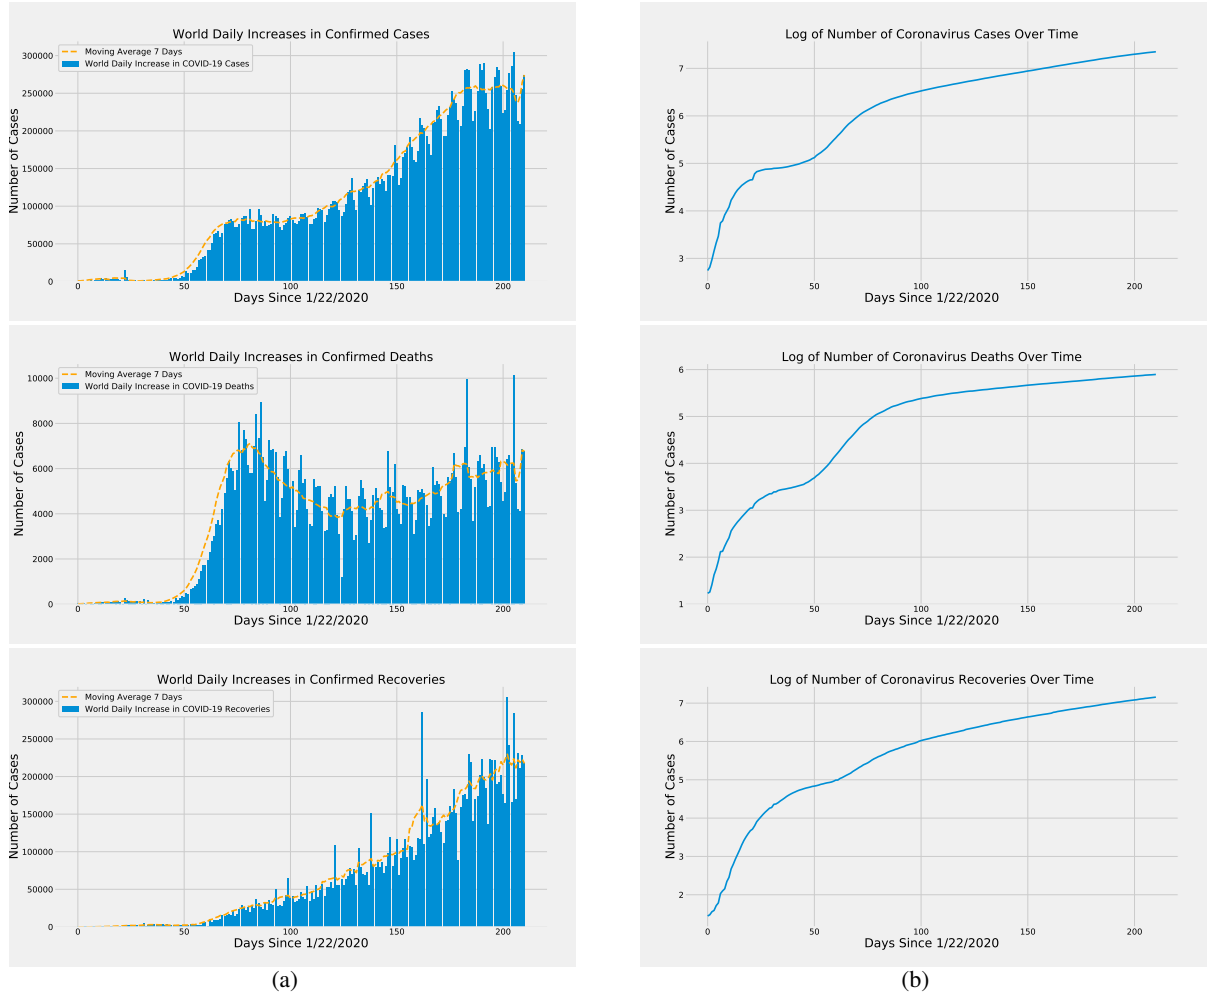 World Daily Increases in Confirmed Cases
Moving Average 7 Days
World Daily Increase in COVID-19 Cases
Number of Cases
300000
250000
200000
150000
100000
50000
0
0 50 100 150 200
Days Since 1/22/2020
Log of Number of Coronavirus Cases Over Time
Number of Cases
7
6
5
4
3
0 50 100 150 200
Days Since 1/22/2020
World Daily Increases in Confirmed Deaths
Moving Average 7 Days
World Daily Increase in COVID-19 Deaths
Number of Cases
10000
8000
6000
4000
2000
0
0 50 100 150 200
Days Since 1/22/2020
Log of Number of Coronavirus Deaths Over Time
Number of Cases
6
5
4
3
2
1
0 50 100 150 200
Days Since 1/22/2020
World Daily Increases in Confirmed Recoveries
Moving Average 7 Days
World Daily Increase in COVID-19 Recoveries
Number of Cases
300000
250000
200000
150000
100000
50000
0
0 50 100 150 200
Days Since 1/22/2020
Log of Number of Coronavirus Recoveries Over Time
Number of Cases
7
6
5
4
3
2
0 50 100 150 200
Days Since 1/22/2020
(a)
(b)